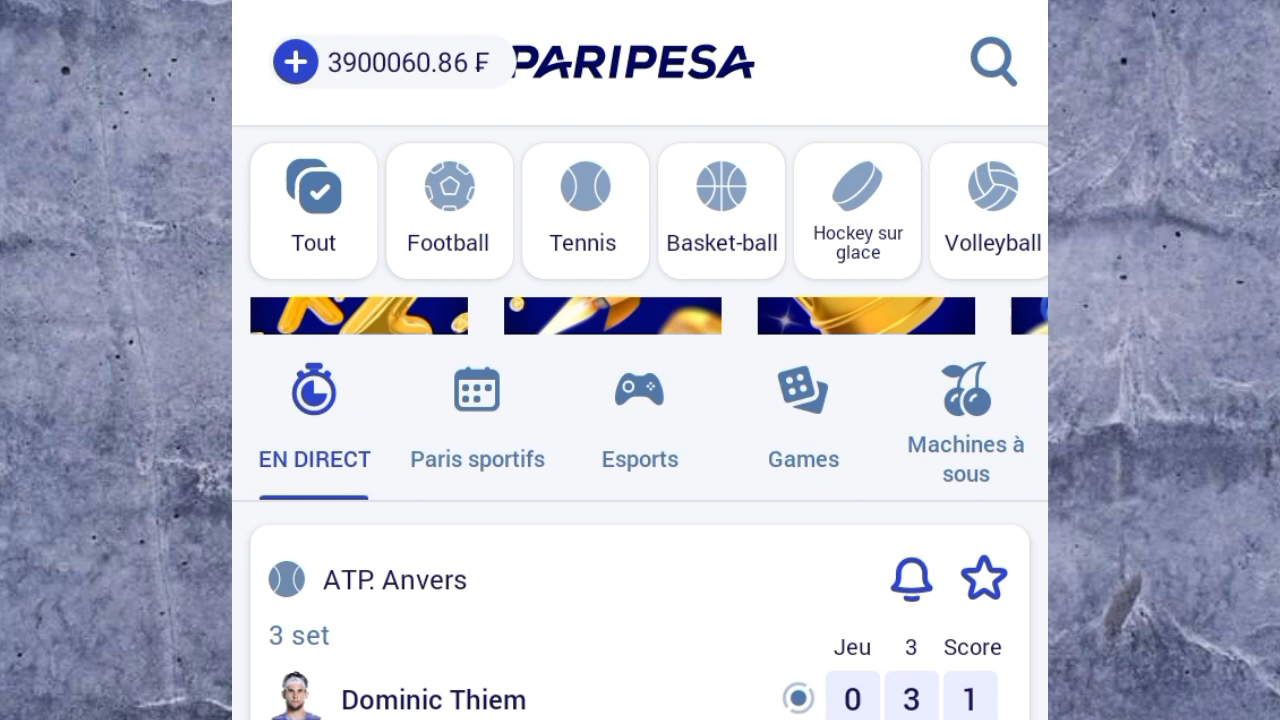 3900060.86 ₣
PARIPESA
Tout
Football
Tennis
Basket-ball
Hockey sur
glace
Volleyball
EN DIRECT
Paris sportifs
Esports
Games
Machines à
sous
ATP. Anvers
3 set
Jeu 3 Score
Dominic Thiem 0 3 1